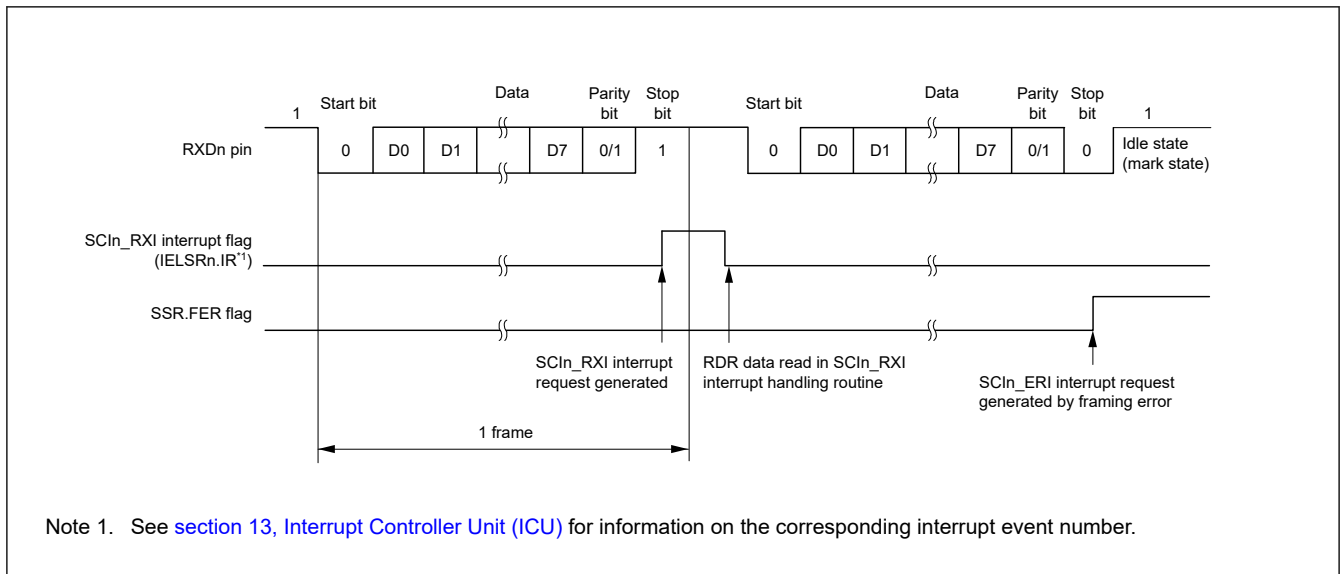 1
Start bit
Data
Parity bit
Stop bit
Start bit
Data
Parity bit
Stop bit
1
RXDn pin
0
D0
D1
D7
0/1
1
0
D0
D1
D7
0/1
0
Idle state
(mark state)
SCIn_RXI interrupt flag
(IELSRn.IR*1)
SSR.FER flag
SCIn_RXI interrupt
request generated
RDR data read in SCIn_RXI
interrupt handling routine
SCIn_ERI interrupt request
generated by framing error
1 frame
Note 1. See section 13, Interrupt Controller Unit (ICU) for information on the corresponding interrupt event number.